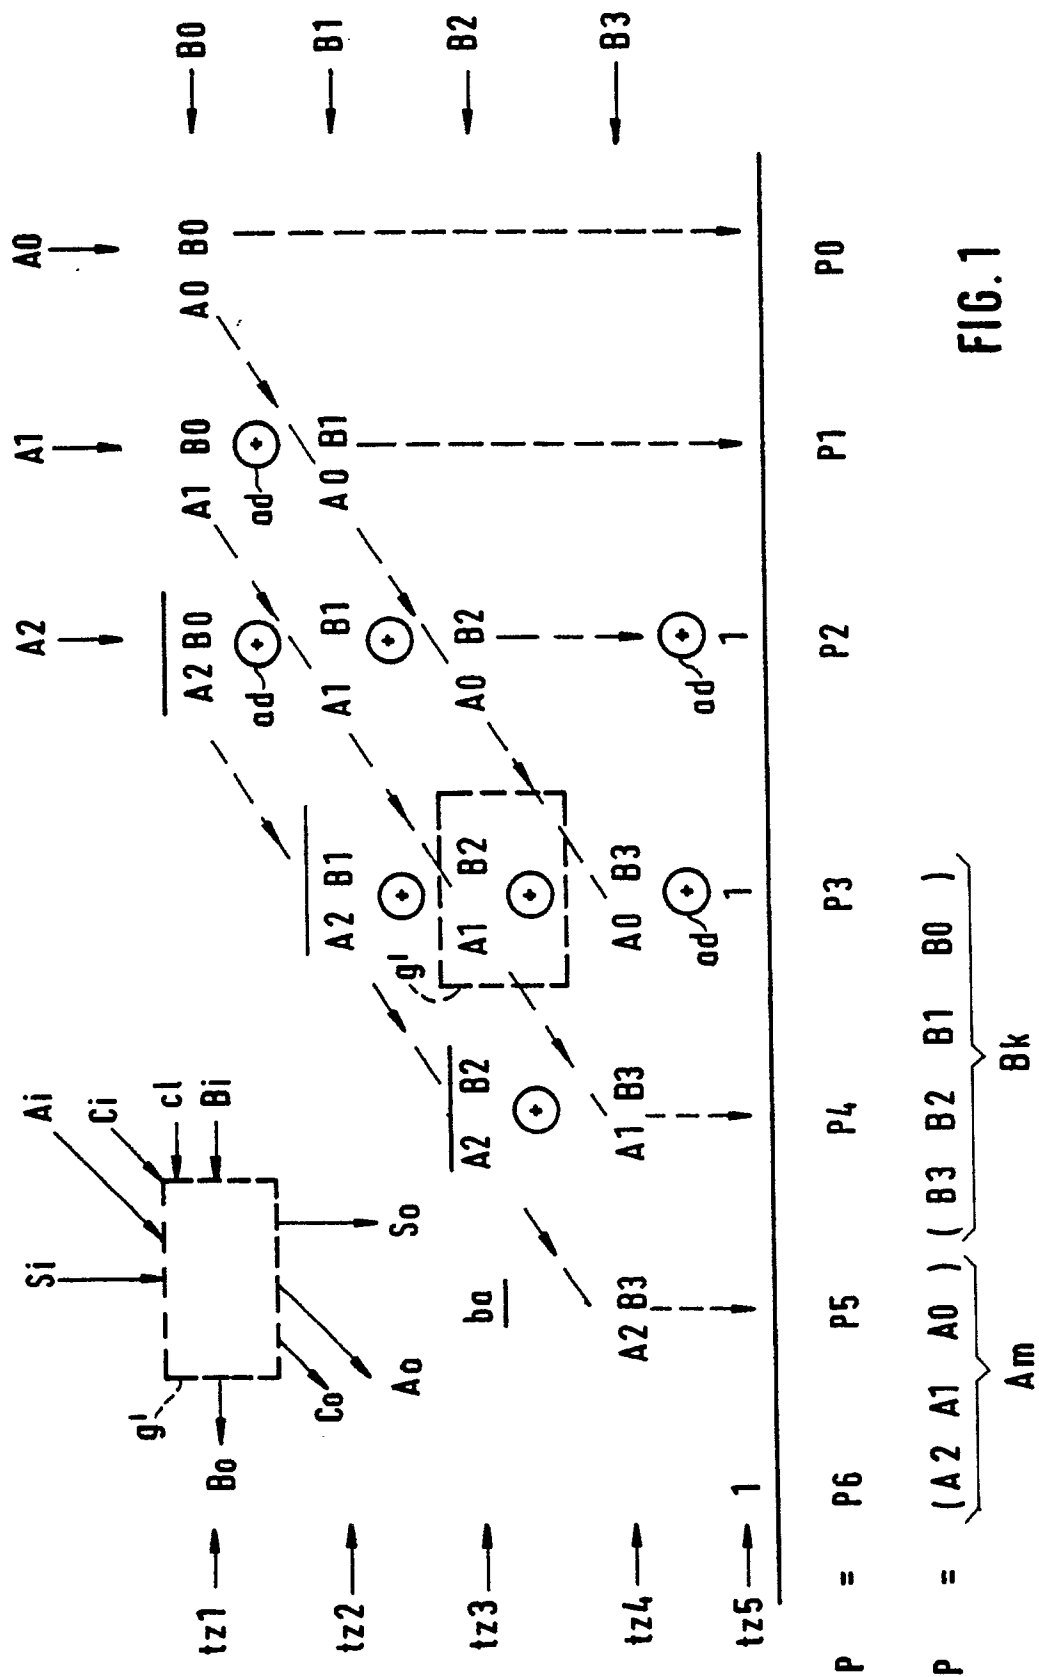 Si Ai A2 A1 A0
Ci
g' cl
tz1 Bo Bi A2 B0 A1 B0 A0 B0 B0
ad + ad +
tz2 Co A2 B1 A1 B1 A0 B1 B1
Ao So g' + +
tz3 ba A2 B2 A1 B2 A0 B2 B2
+ +
tz4 A2 B3 A1 B3 A0 B3 B3
ad + ad +
tz5 1 1 1
P = P6 P5 P4 P3 P2 P1 P0
P = (A2 A1 A0) (B3 B2 B1 B0)
Am Bk
FIG. 1